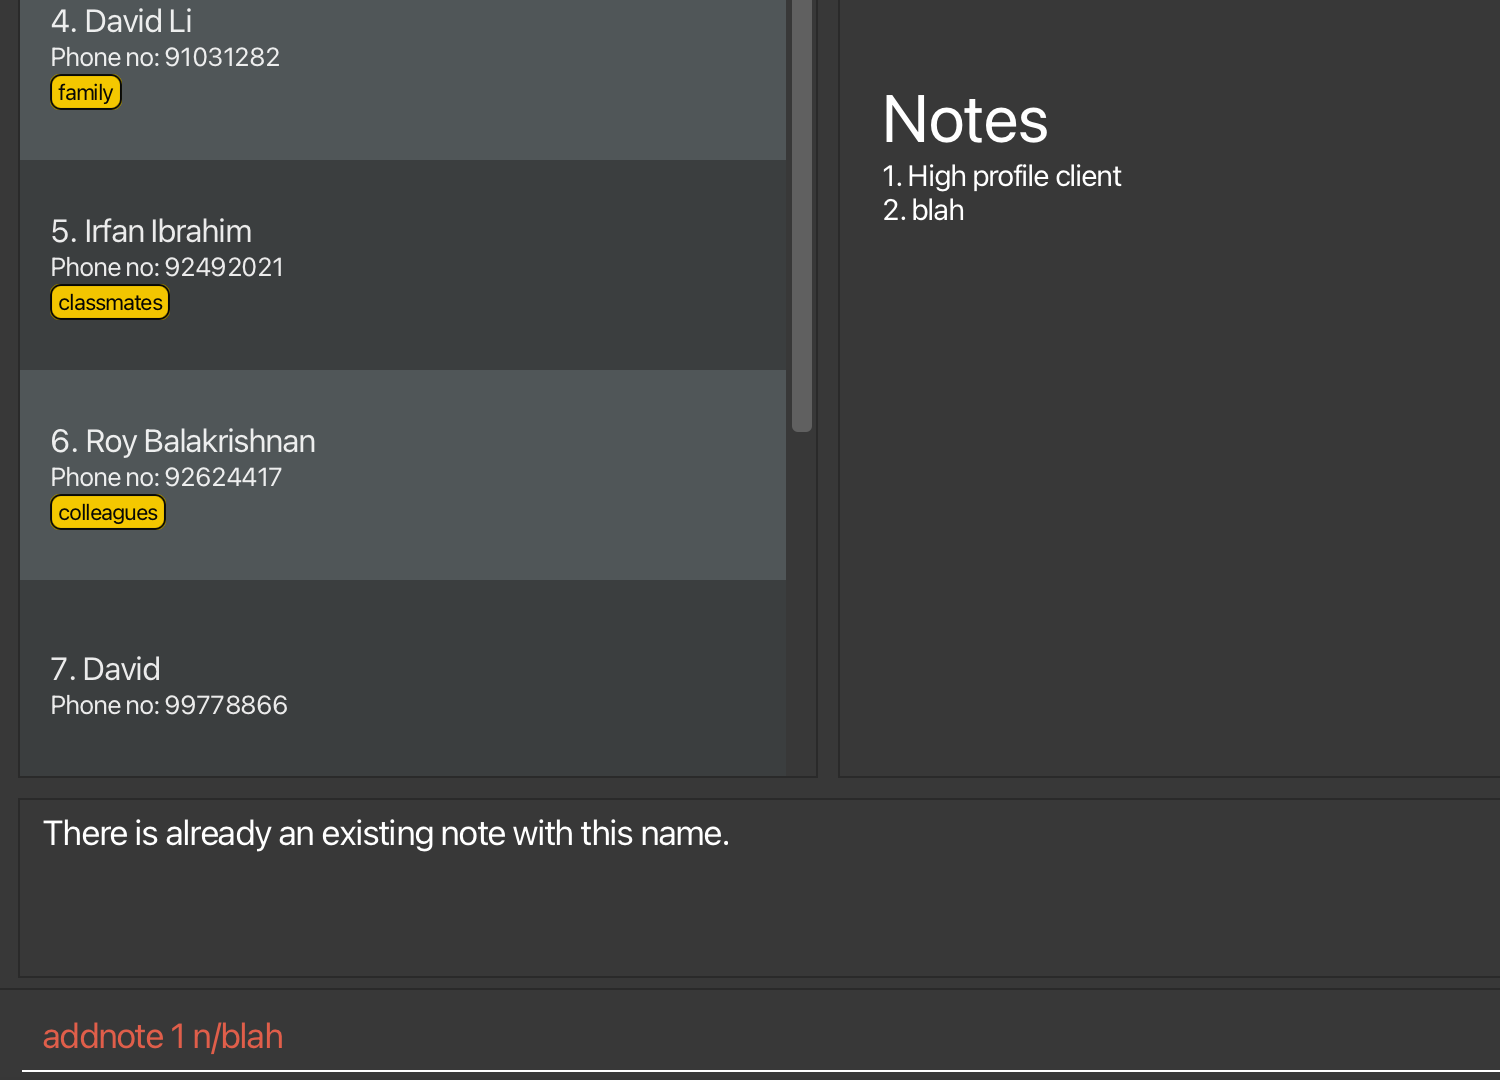 4. David Li
Phone no: 91031282
family
5. Irfan Ibrahim
Phone no: 92492021
classmates
6. Roy Balakrishnan
Phone no: 92624417
colleagues
7. David
Phone no: 99778866
Notes
1. High profile client
2. blah
There is already an existing note with this name.
addnote 1 n/blah